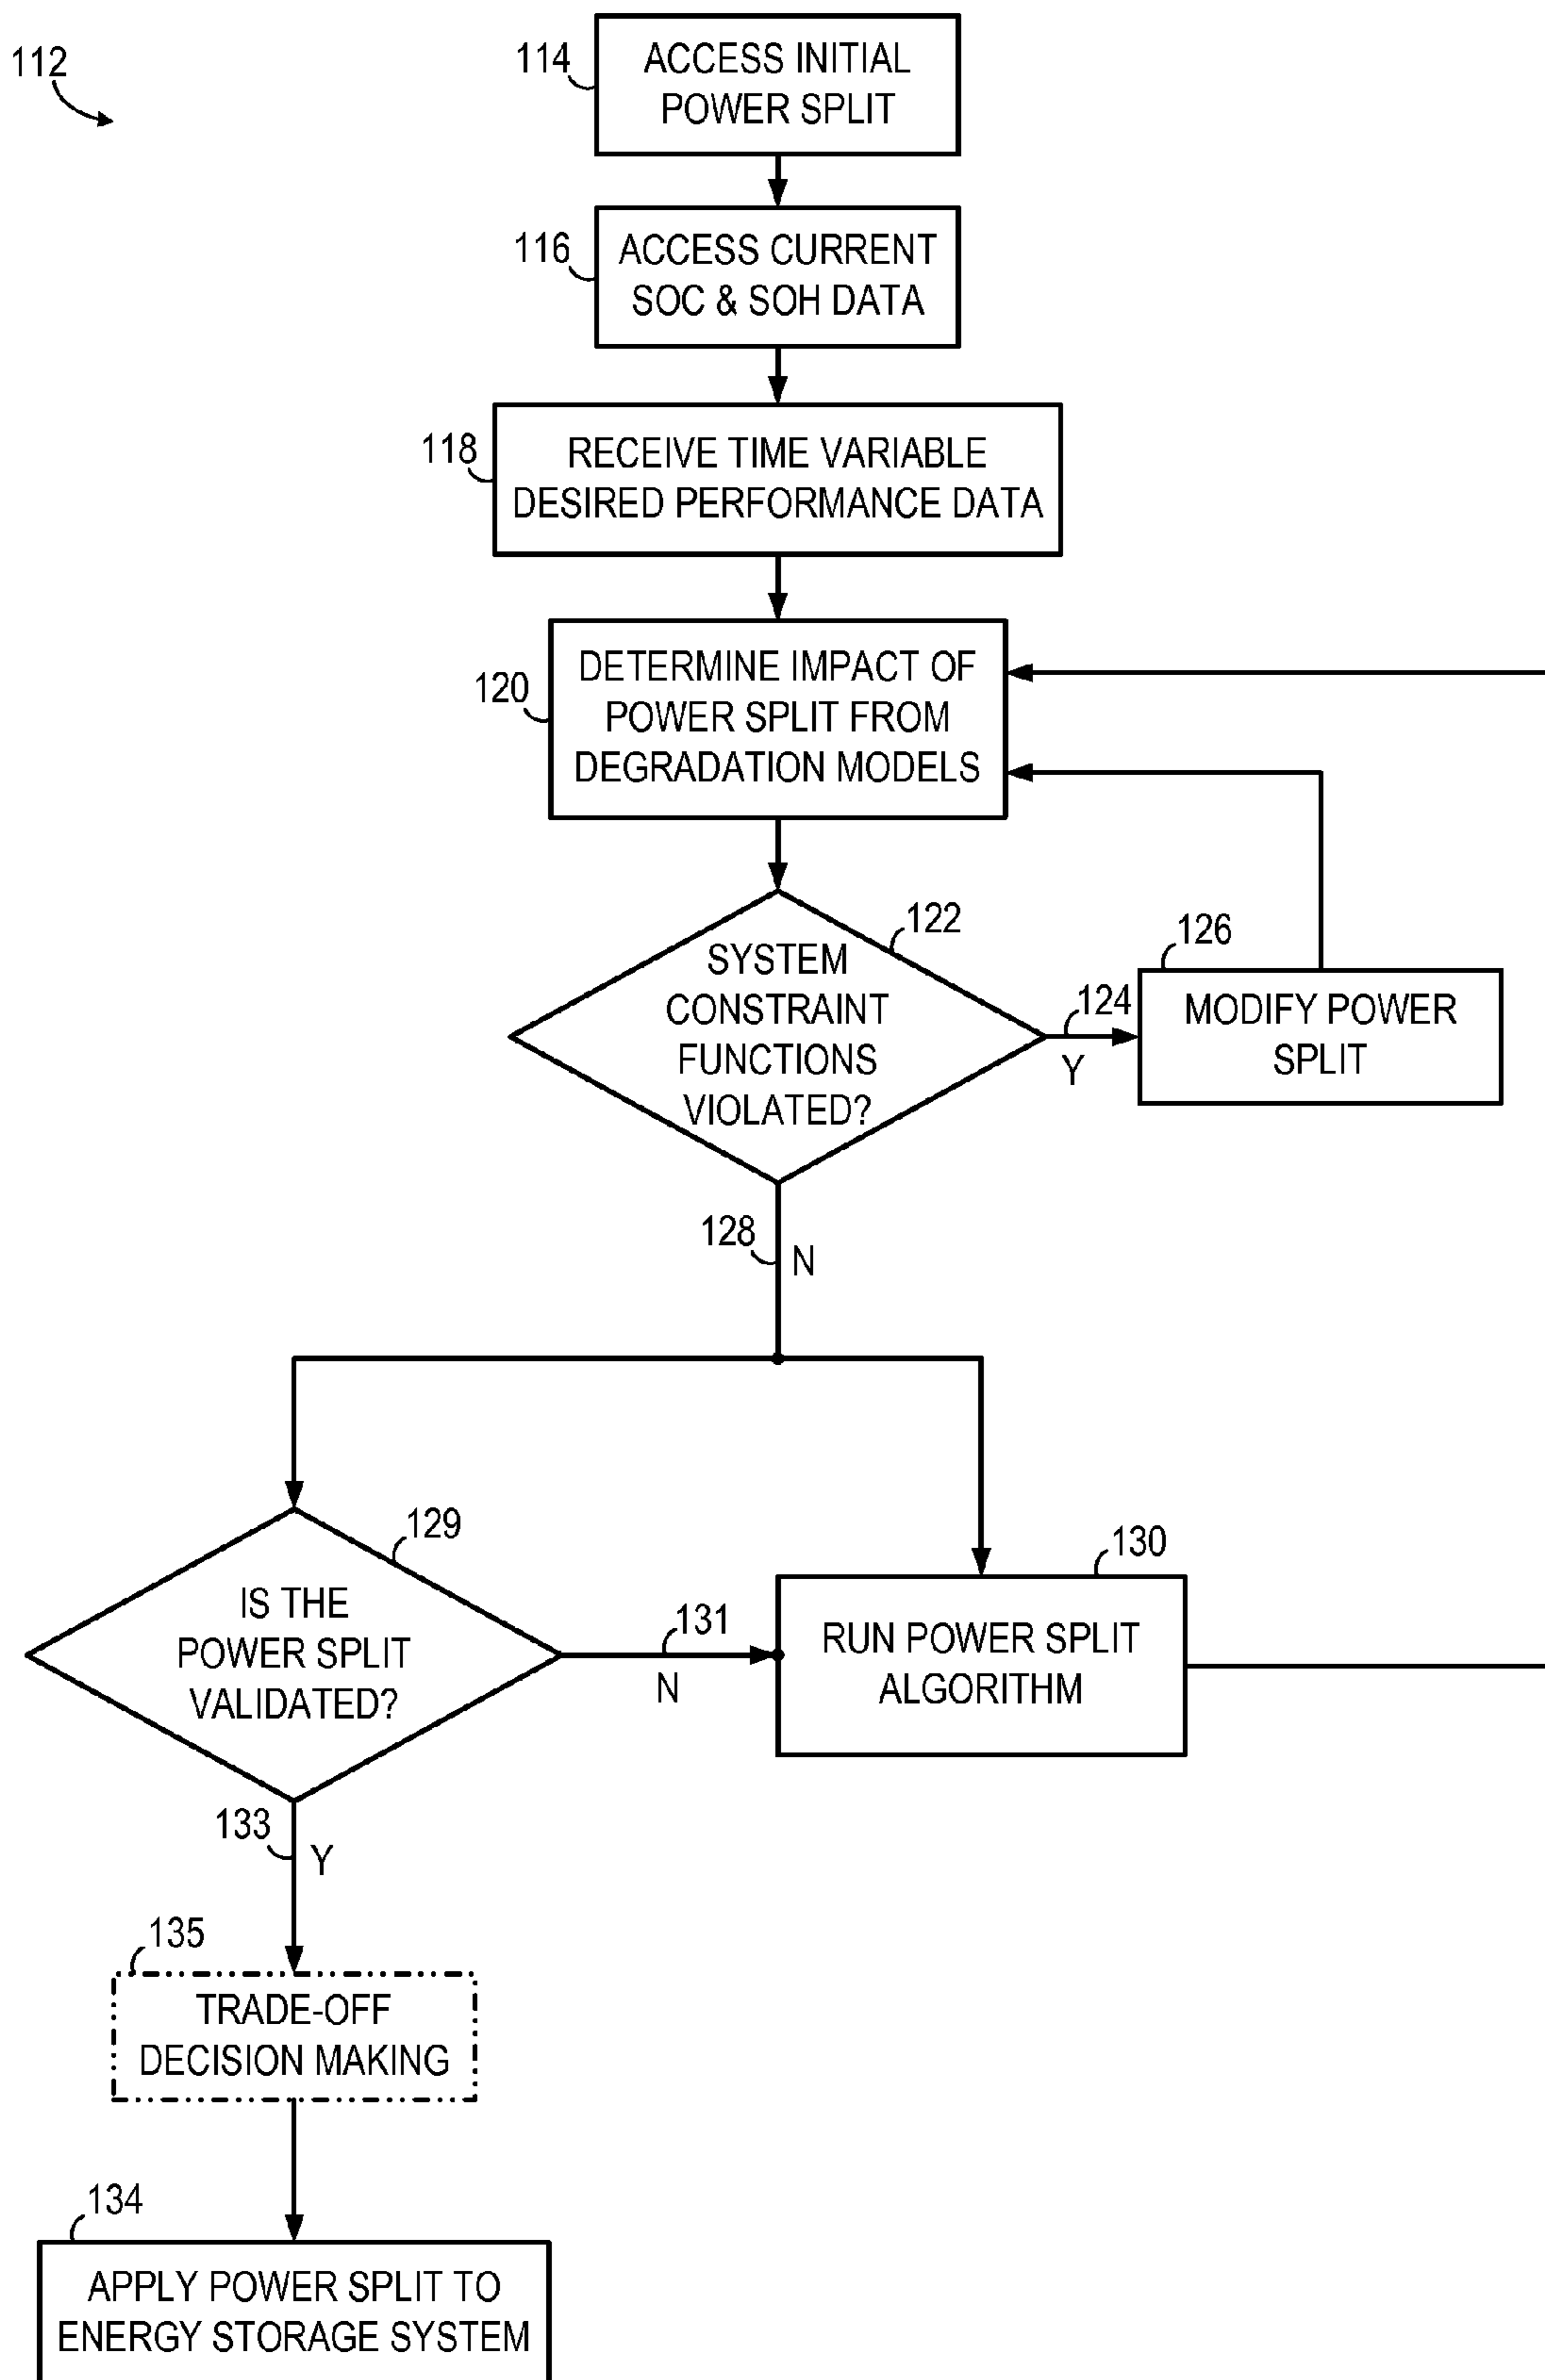 112
114
ACCESS INITIAL
POWER SPLIT
116
ACCESS CURRENT
SOC & SOH DATA
118
RECEIVE TIME VARIABLE
DESIRED PERFORMANCE DATA
120
DETERMINE IMPACT OF
POWER SPLIT FROM
DEGRADATION MODELS
122
SYSTEM
CONSTRAINT
FUNCTIONS
VIOLATED?
124
Y
126
MODIFY POWER
SPLIT
128
N
129
IS THE
POWER SPLIT
VALIDATED?
131
N
130
RUN POWER SPLIT
ALGORITHM
133
Y
135
TRADE-OFF
DECISION MAKING
134
APPLY POWER SPLIT TO
ENERGY STORAGE SYSTEM